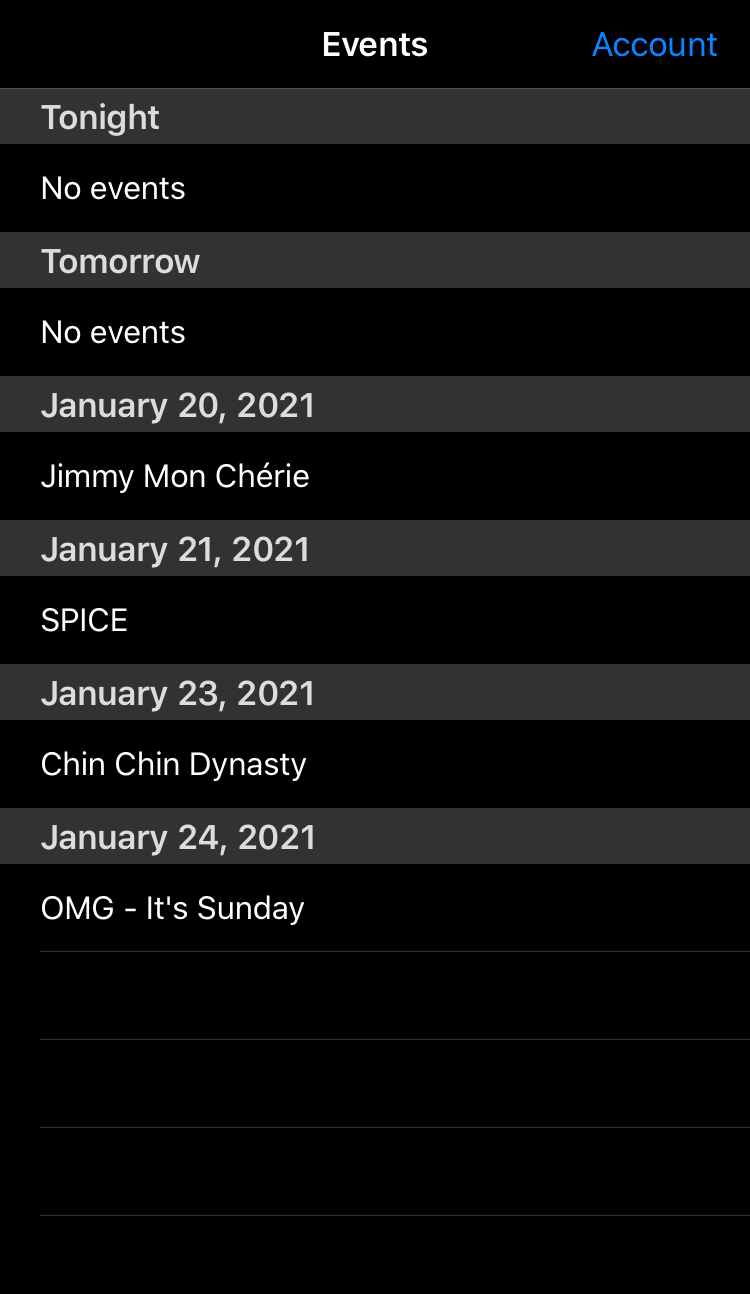 Events
Account
Tonight
No events
Tomorrow
No events
January 20, 2021
Jimmy Mon Chérie
January 21, 2021
SPICE
January 23, 2021
Chin Chin Dynasty
January 24, 2021
OMG - It's Sunday